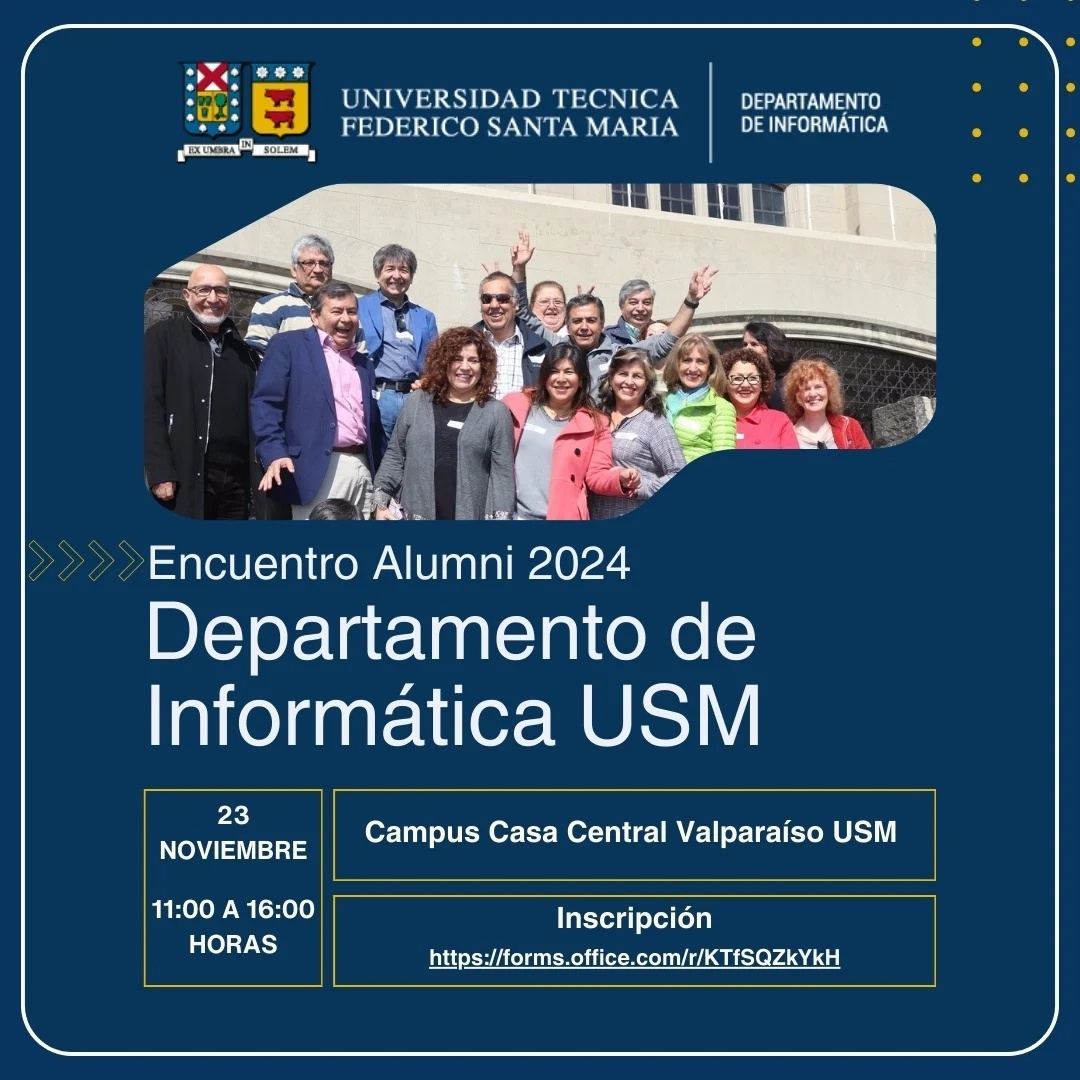 UNIVERSIDAD TECNICA
FEDERICO SANTA MARIA
DEPARTAMENTO
DE INFORMÁTICA
EX UMBRA IN SOLEM
Encuentro Alumni 2024
Departamento de
Informática USM
23
NOVIEMBRE
11:00 A 16:00
HORAS
Campus Casa Central Valparaíso USM
Inscripción
https://forms.office.com/r/KTfSQZkYkH